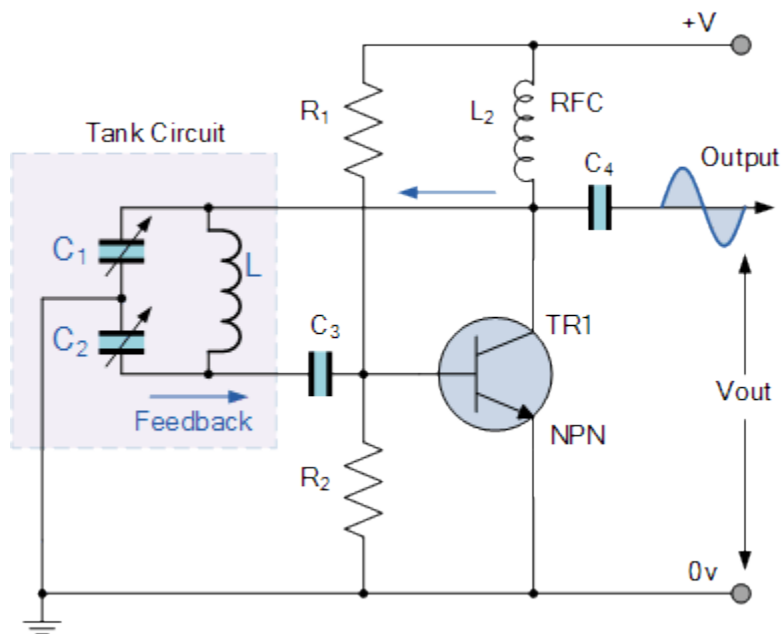 +V
R1
L2
RFC
Tank Circuit
C4
Output
C1
L
C2
C3
TR1
Feedback
Vout
NPN
R2
0v